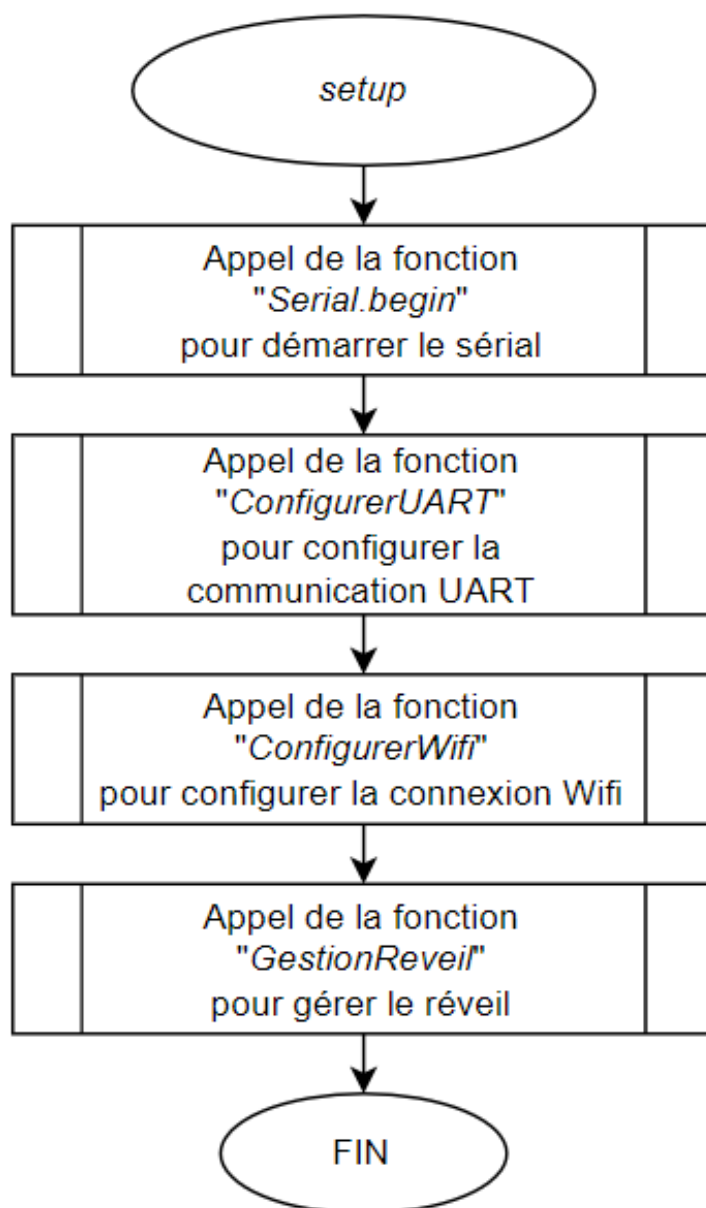 setup
Appel de la fonction
"Serial.begin"
pour démarrer le sérial
Appel de la fonction
"ConfigurerUART"
pour configurer la
communication UART
Appel de la fonction
"ConfigurerWifi"
pour configurer la connexion Wifi
Appel de la fonction
"GestionReveil"
pour gérer le réveil
FIN